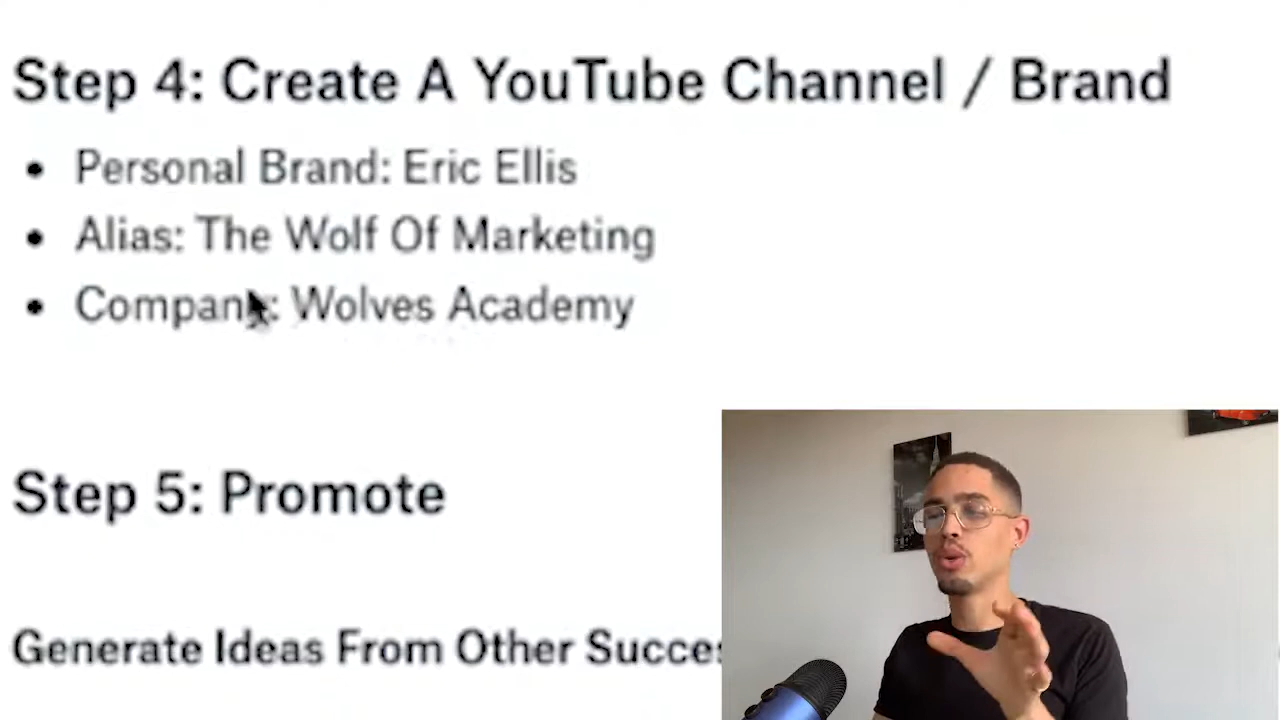 Step 4: Create A YouTube Channel / Brand
Personal Brand: Eric Ellis
Alias: The Wolf Of Marketing
Company: Wolves Academy
Step 5: Promote
Generate Ideas From Other